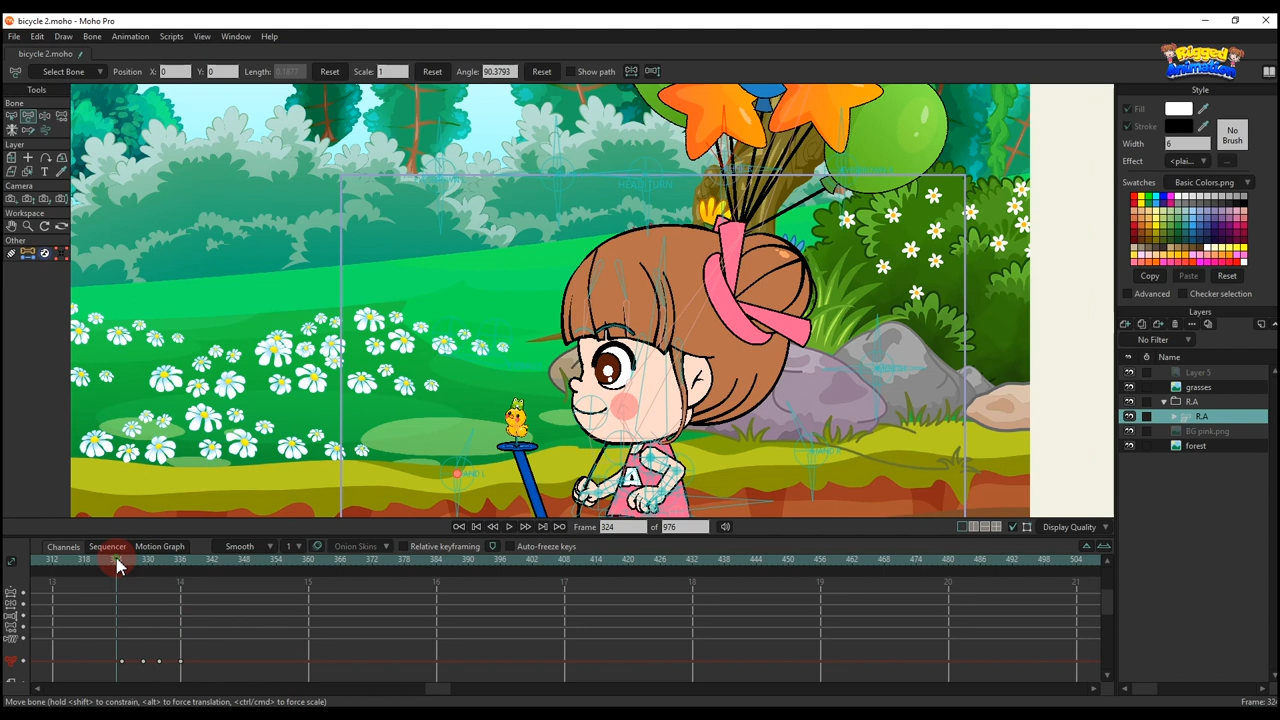 bicycle 2.moho - Moho Pro
File Edit Draw Bone Animation Scripts View Window Help
bicycle 2.moho
Rigged
Animations
Select Bone Position X: 0 Y: 0 Length: 0.1877 Reset Scale: 1 Reset Angle: 90.3793 Reset Show path
Tools
Bone
Layer
Camera
Workspace
Other
HEAD TURN
A
Style
Fill
Stroke
No
Brush
Width 6
Effect <plai...
Swatches Basic Colors.png
Copy Paste Reset
Advanced Checker selection
Layers
No Filter
Name
Layer 5
grasses
R.A
R.A
BG pink.png
forest
Frame 324 of 976 Display Quality
Channels Sequencer Motion Graph Smooth 1 Onion Skins Relative keyframing Auto-freeze keys
312 318 330 336 342 348 354 360 366 372 378 384 390 396 402 408 414 420 426 432 438 444 450 456 462 468 474 480 486 492 498 504
13 14 15 16 17 18 19 20 21
Move bone (hold <shift> to constrain, <alt> to force translation, <ctrl/cmd> to force scale)
Frame: 324